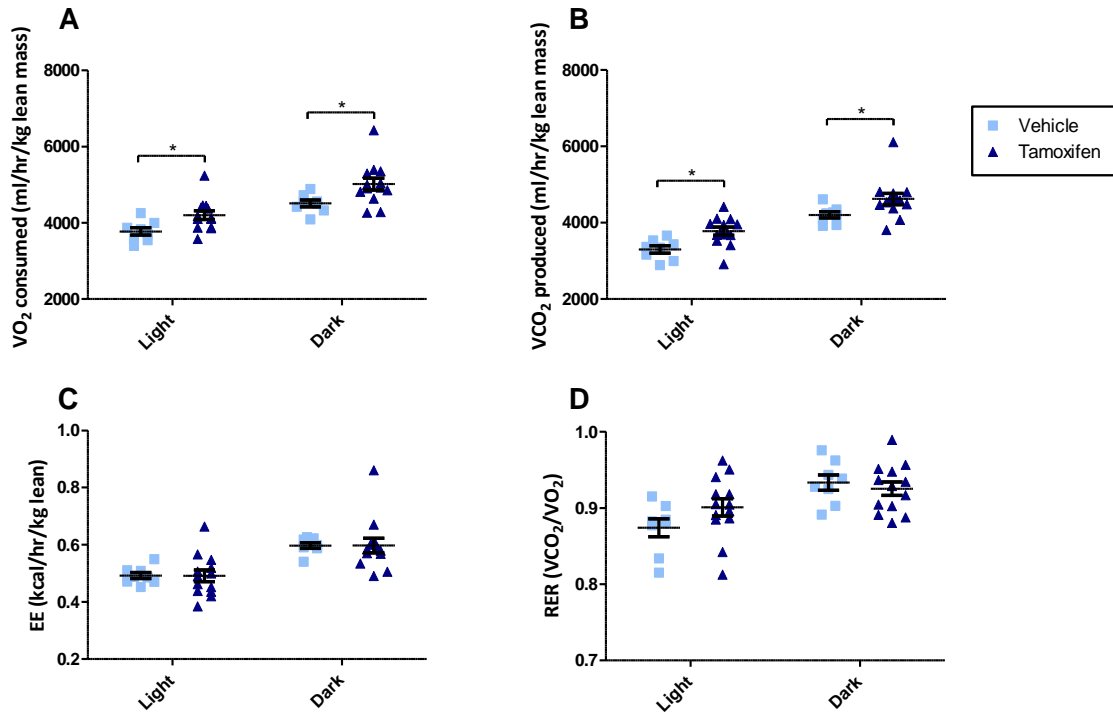 A
VO₂ consumed (ml/hr/kg lean mass)
8000
6000
4000
2000
*
*
Light
Dark
B
VCO₂ produced (ml/hr/kg lean mass)
8000
6000
4000
2000
*
*
Light
Dark
Vehicle
Tamoxifen
C
EE (kcal/hr/kg lean)
1.0
0.8
0.6
0.4
0.2
Light
Dark
D
RER (VCO₂/VO₂)
1.0
0.9
0.8
0.7
Light
Dark